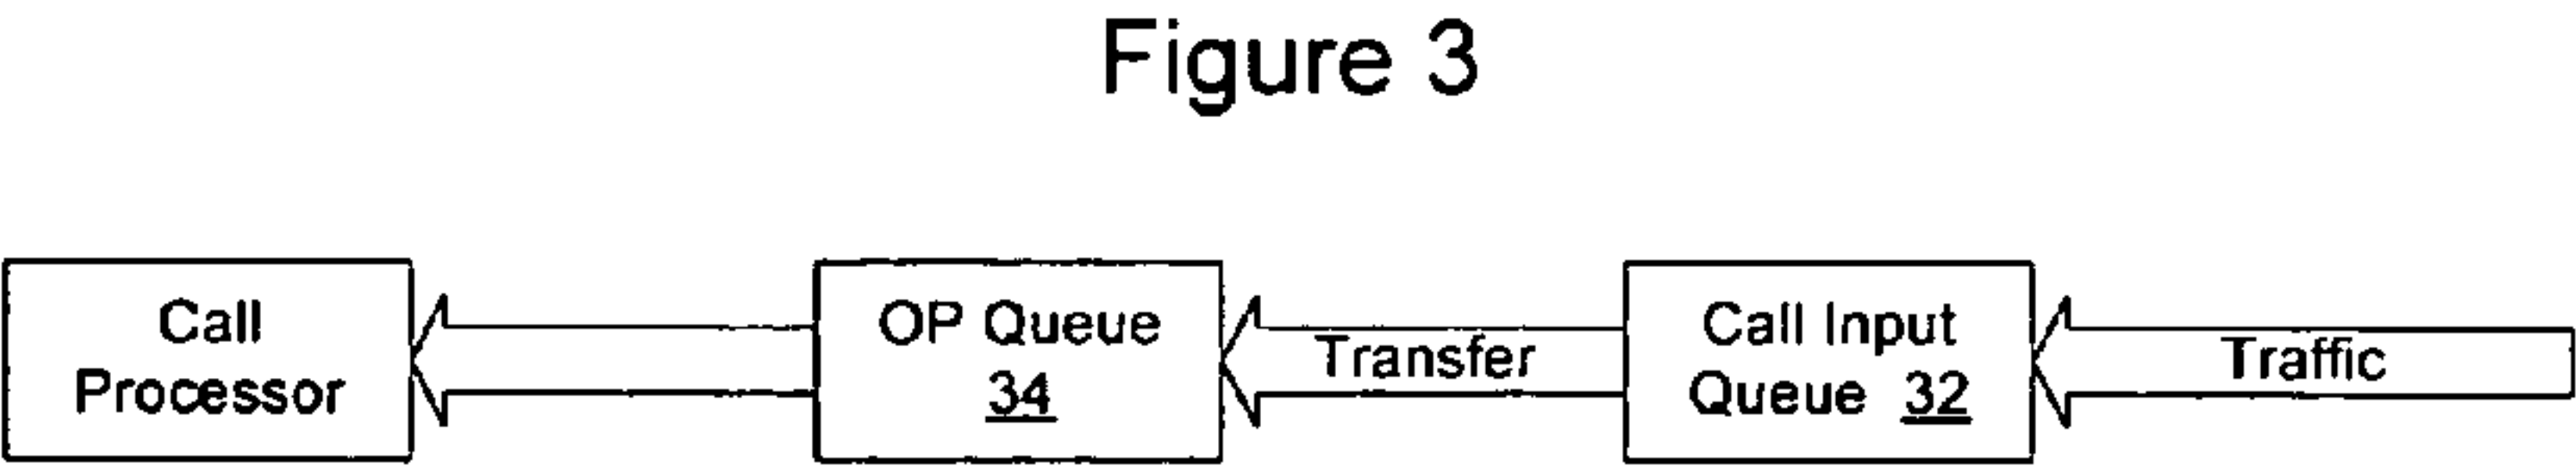 Figure 3
Call
Processor
OP Queue
34
Transfer
Call Input
Queue 32
Traffic